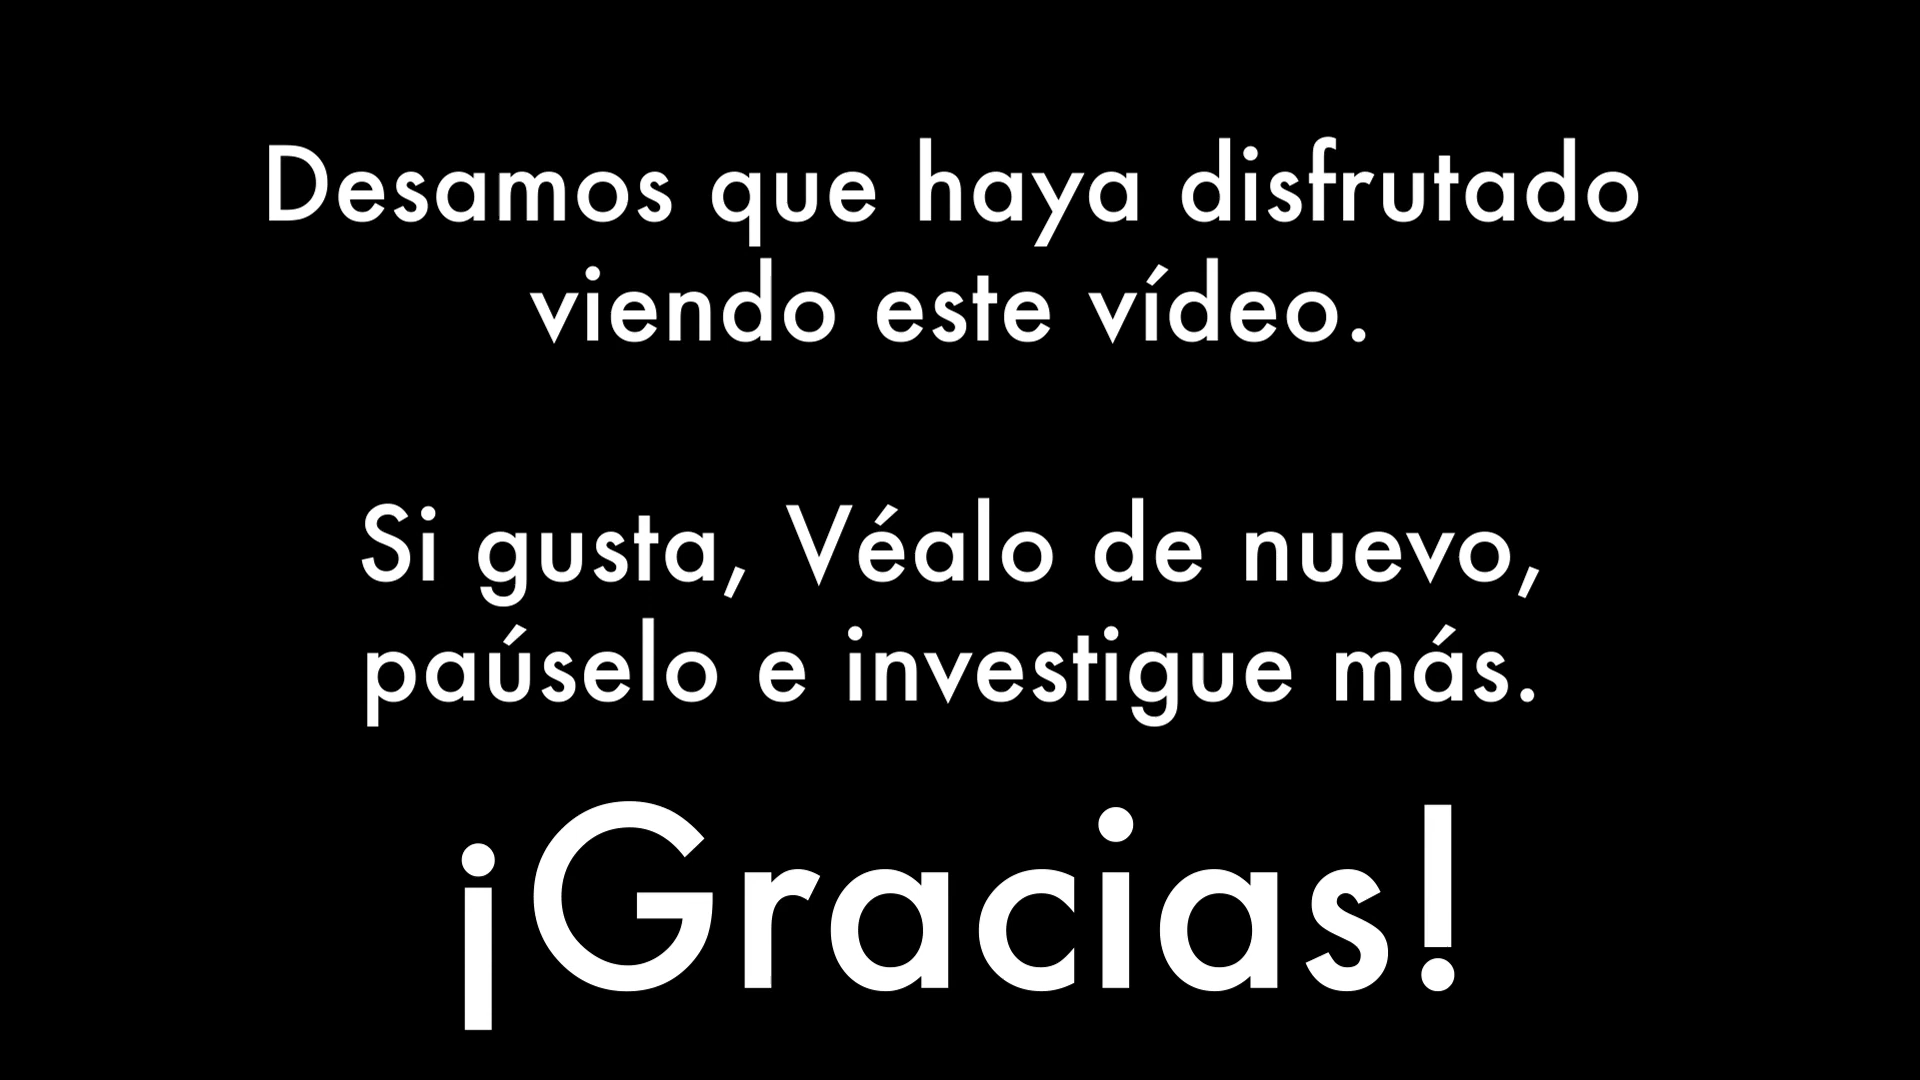 Desamos que haya disfrutado
viendo este vídeo.
Si gusta, Véalo de nuevo,
paúselo e investigue más.
¡Gracias!